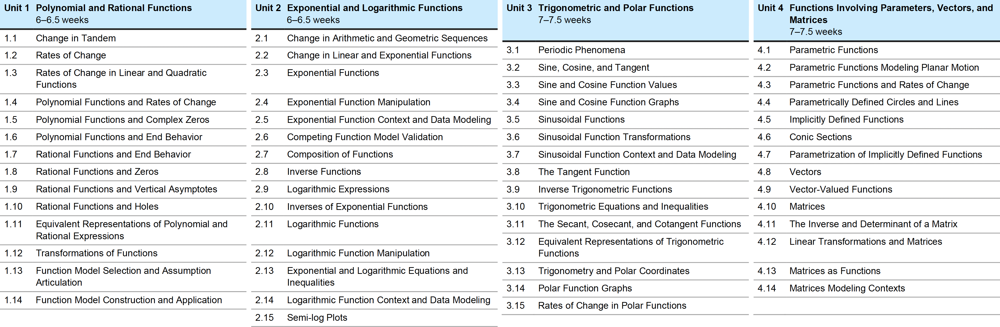 Unit 1 Polynomial and Rational Functions
6–6.5 weeks
1.1 Change in Tandem
1.2 Rates of Change
1.3 Rates of Change in Linear and Quadratic
Functions
1.4 Polynomial Functions and Rates of Change
1.5 Polynomial Functions and Complex Zeros
1.6 Polynomial Functions and End Behavior
1.7 Rational Functions and End Behavior
1.8 Rational Functions and Zeros
1.9 Rational Functions and Vertical Asymptotes
1.10 Rational Functions and Holes
1.11 Equivalent Representations of Polynomial and
Rational Expressions
1.12 Transformations of Functions
1.13 Function Model Selection and Assumption
Articulation
1.14 Function Model Construction and Application
Unit 2 Exponential and Logarithmic Functions
6–6.5 weeks
2.1 Change in Arithmetic and Geometric Sequences
2.2 Change in Linear and Exponential Functions
2.3 Exponential Functions
2.4 Exponential Function Manipulation
2.5 Exponential Function Context and Data Modeling
2.6 Competing Function Model Validation
2.7 Composition of Functions
2.8 Inverse Functions
2.9 Logarithmic Expressions
2.10 Inverses of Exponential Functions
2.11 Logarithmic Functions
2.12 Logarithmic Function Manipulation
2.13 Exponential and Logarithmic Equations and
Inequalities
2.14 Logarithmic Function Context and Data Modeling
2.15 Semi-log Plots
Unit 3 Trigonometric and Polar Functions
7–7.5 weeks
3.1 Periodic Phenomena
3.2 Sine, Cosine, and Tangent
3.3 Sine and Cosine Function Values
3.4 Sine and Cosine Function Graphs
3.5 Sinusoidal Functions
3.6 Sinusoidal Function Transformations
3.7 Sinusoidal Function Context and Data Modeling
3.8 The Tangent Function
3.9 Inverse Trigonometric Functions
3.10 Trigonometric Equations and Inequalities
3.11 The Secant, Cosecant, and Cotangent Functions
3.12 Equivalent Representations of Trigonometric
Functions
3.13 Trigonometry and Polar Coordinates
3.14 Polar Function Graphs
3.15 Rates of Change in Polar Functions
Unit 4 Functions Involving Parameters, Vectors, and
Matrices
7–7.5 weeks
4.1 Parametric Functions
4.2 Parametric Functions Modeling Planar Motion
4.3 Parametric Functions and Rates of Change
4.4 Parametrically Defined Circles and Lines
4.5 Implicitly Defined Functions
4.6 Conic Sections
4.7 Parametrization of Implicitly Defined Functions
4.8 Vectors
4.9 Vector-Valued Functions
4.10 Matrices
4.11 The Inverse and Determinant of a Matrix
4.12 Linear Transformations and Matrices
4.13 Matrices as Functions
4.14 Matrices Modeling Contexts